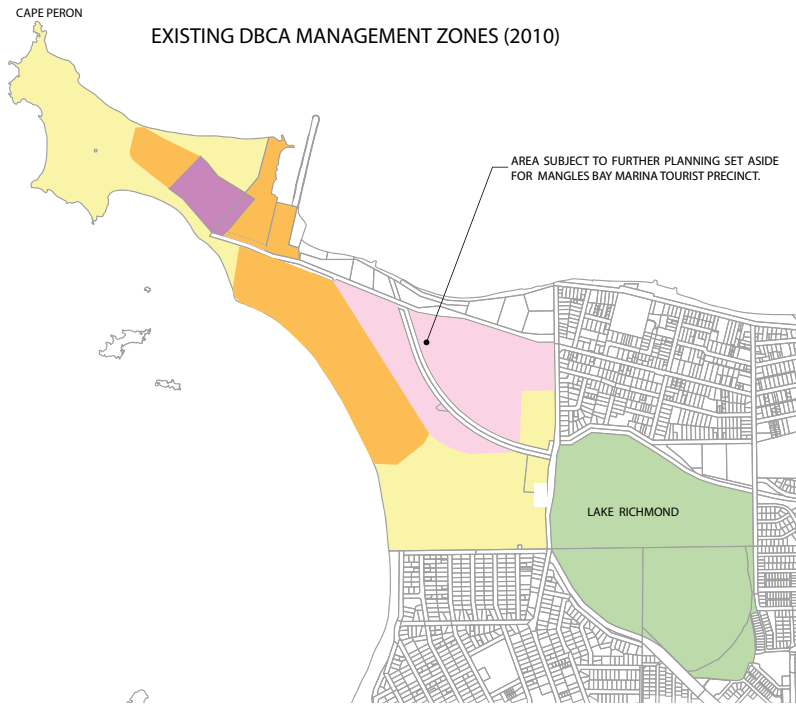 CAPE PERON
EXISTING DBCA MANAGEMENT ZONES (2010)
AREA SUBJECT TO FURTHER PLANNING SET ASIDE
FOR MANGLES BAY MARINA TOURIST PRECINCT.
LAKE RICHMOND